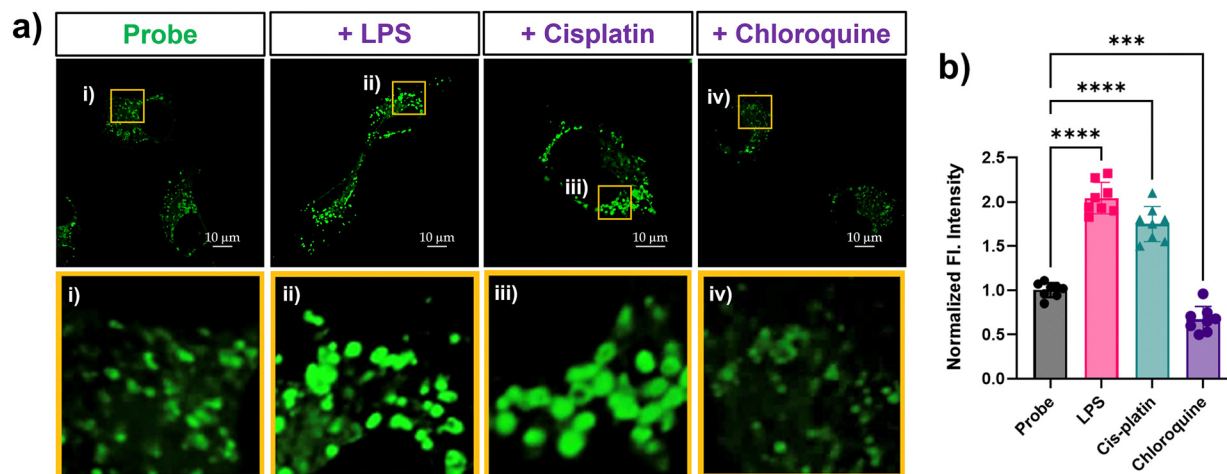 a)
Probe
+ LPS
+ Cisplatin
+ Chloroquine
i)
10 µm
ii)
10 µm
iii)
10 µm
iv)
10 µm
i)
ii)
iii)
iv)
b)
***
****
****
Normalized Fl. Intensity
2.5
2.0
1.5
1.0
0.5
0.0
Probe
LPS
Cis-platin
Chloroquine